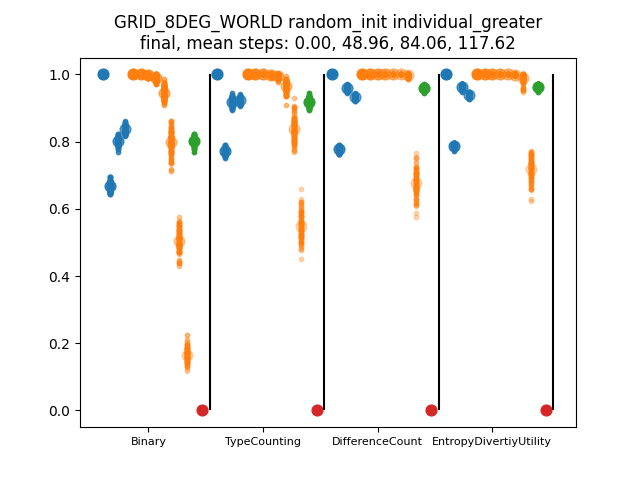 GRID_8DEG_WORLD random_init individual_greater
final, mean steps: 0.00, 48.96, 84.06, 117.62
1.0
0.8
0.6
0.4
0.2
0.0
Binary TypeCounting DifferenceCount EntropyDivertiyUtility